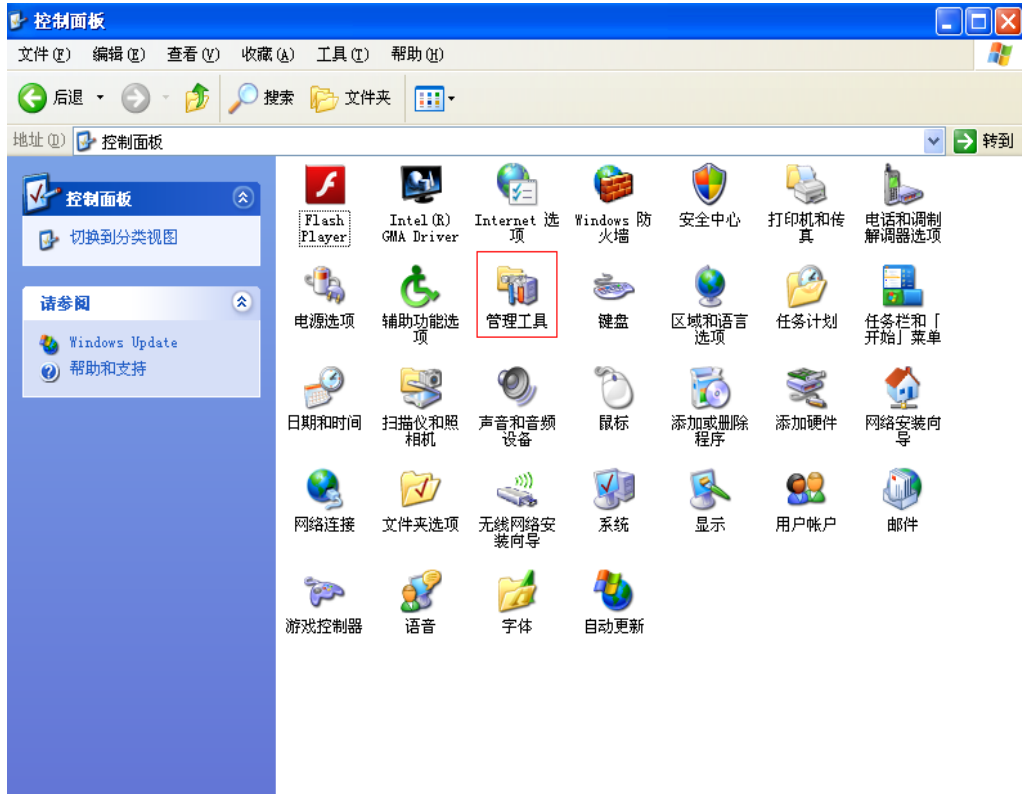 控制面板
文件(F) 编辑(E) 查看(V) 收藏(A) 工具(T) 帮助(H)
后退 搜索 文件夹
地址(D) 控制面板 转到
控制面板
切换到分类视图
请参阅
Windows Update
帮助和支持
Flash
Player
Intel(R)
GMA Driver
Internet 选
项
Windows 防
火墙
安全中心
打印机和传
真
电话和调制
解调器选项
电源选项
辅助功能选
项
管理工具
键盘
区域和语言
选项
任务计划
任务栏和「
开始」菜单
日期和时间
扫描仪和照
相机
声音和音频
设备
鼠标
添加或删除
程序
添加硬件
网络安装向
导
网络连接
文件夹选项
无线网络安
装向导
系统
显示
用户帐户
邮件
游戏控制器
语音
字体
自动更新